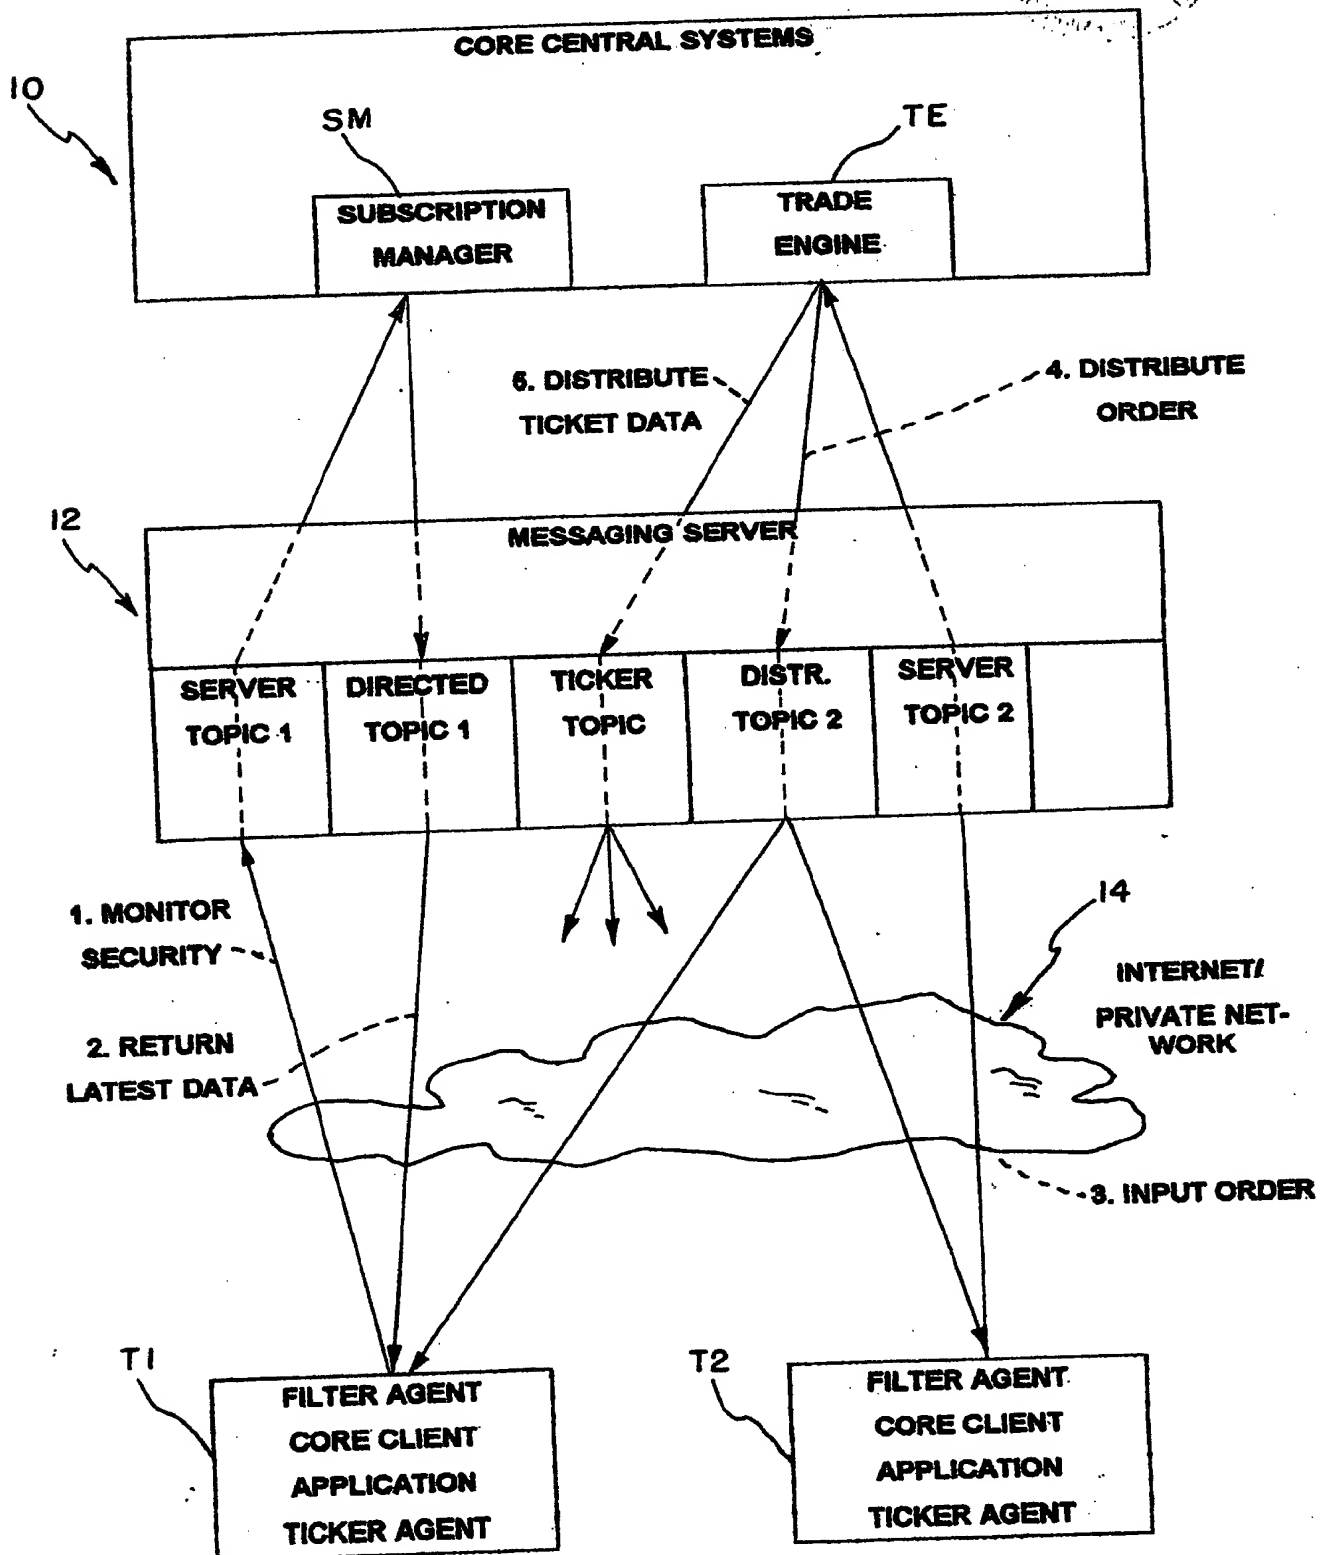 CORE CENTRAL SYSTEMS
10
SM
TE
SUBSCRIPTION
MANAGER
TRADE
ENGINE
5. DISTRIBUTE
TICKET DATA
4. DISTRIBUTE
ORDER
12
MESSAGING SERVER
SERVER
TOPIC 1
DIRECTED
TOPIC 1
TICKER
TOPIC
DISTR.
TOPIC 2
SERVER
TOPIC 2
1. MONITOR
SECURITY
14
INTERNET/
PRIVATE NET-
WORK
2. RETURN
LATEST DATA
3. INPUT ORDER
T1
FILTER AGENT
CORE CLIENT
APPLICATION
TICKER AGENT
T2
FILTER AGENT
CORE CLIENT
APPLICATION
TICKER AGENT